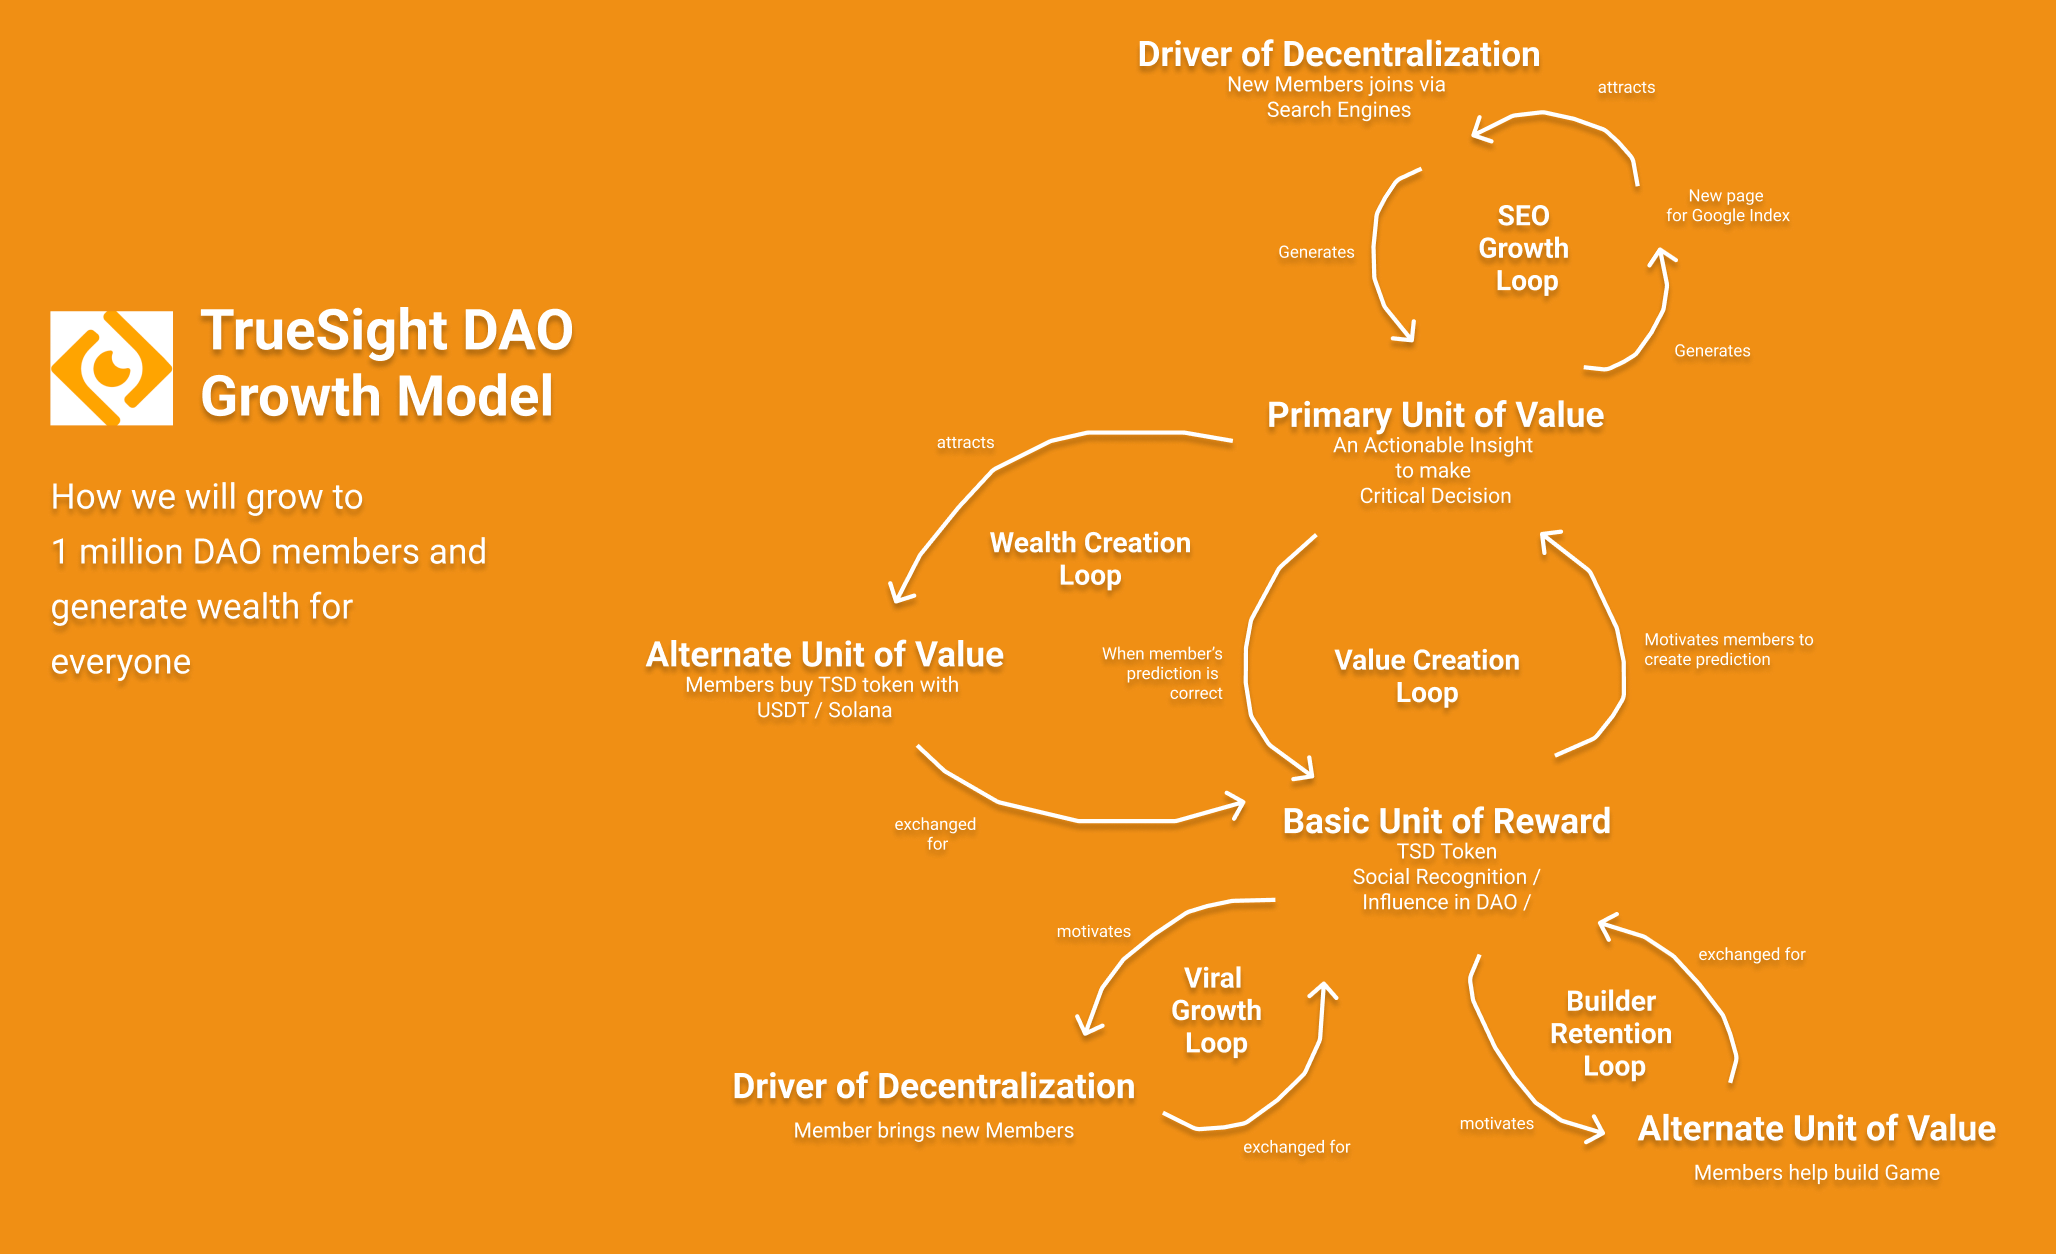 TrueSight DAO
Growth Model
How we will grow to
1 million DAO members and
generate wealth for
everyone
Driver of Decentralization
New Members joins via
Search Engines
attracts
New page
for Google Index
SEO
Growth
Loop
Generates
Generates
Primary Unit of Value
An Actionable Insight
to make
Critical Decision
attracts
Wealth Creation
Loop
Alternate Unit of Value
Members buy TSD token with
USDT / Solana
When member's
prediction is
correct
Value Creation
Loop
Motivates members to
create prediction
exchanged
for
Basic Unit of Reward
TSD Token
Social Recognition /
Influence in DAO /
motivates
Viral
Growth
Loop
exchanged for
Builder
Retention
Loop
Driver of Decentralization
Member brings new Members
exchanged for
motivates
Alternate Unit of Value
Members help build Game